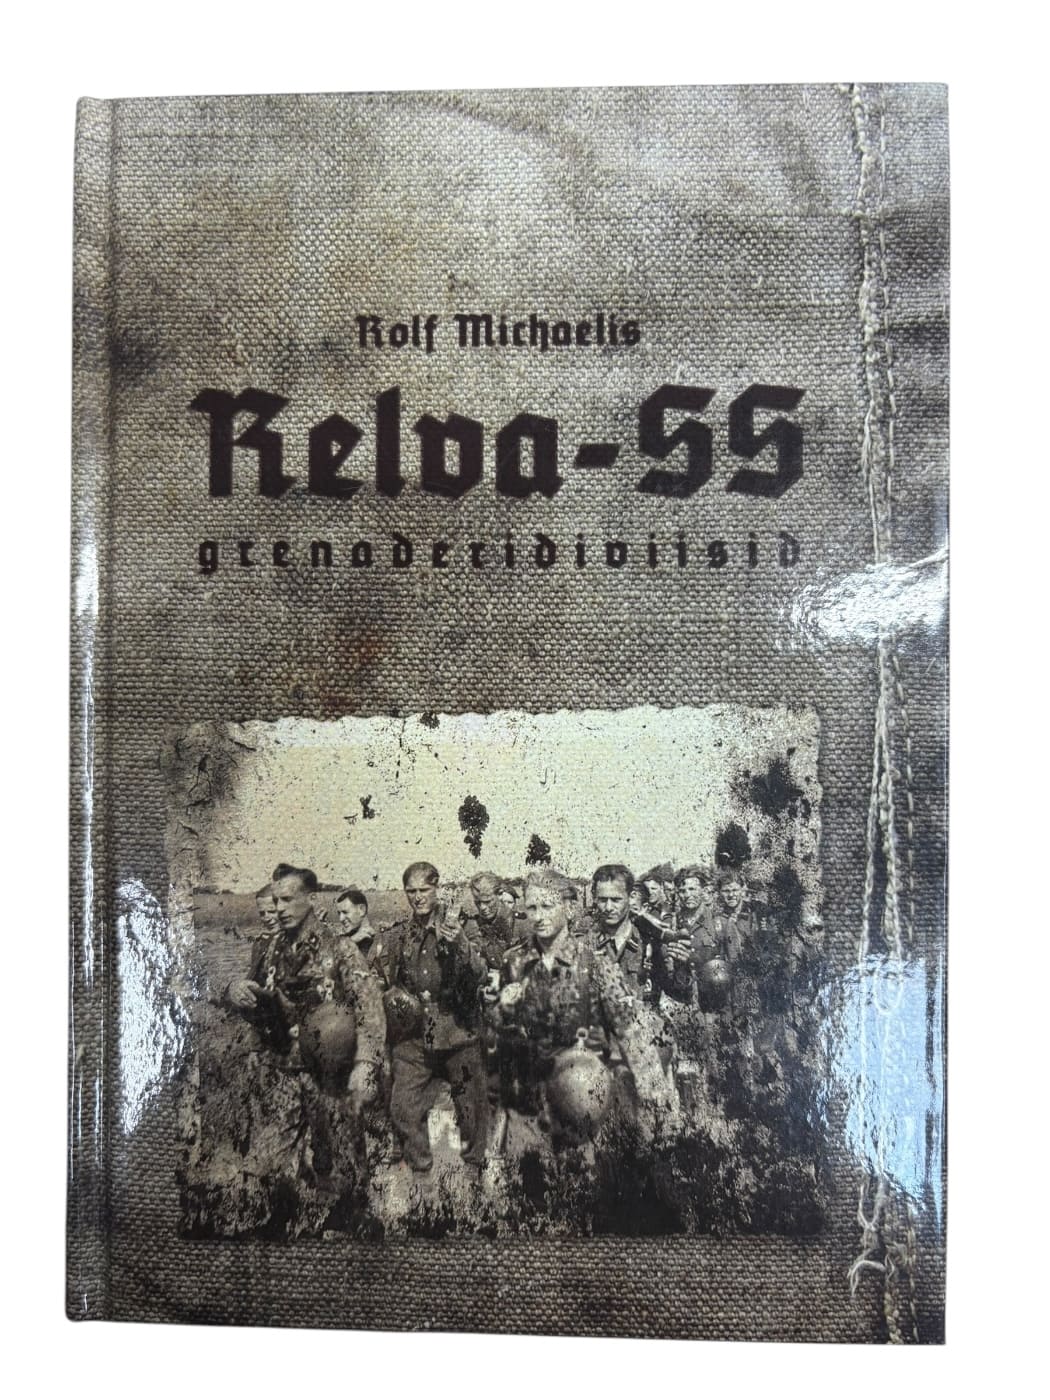 Rolf Michaelis
Relva-SS
grenaderidiviisid